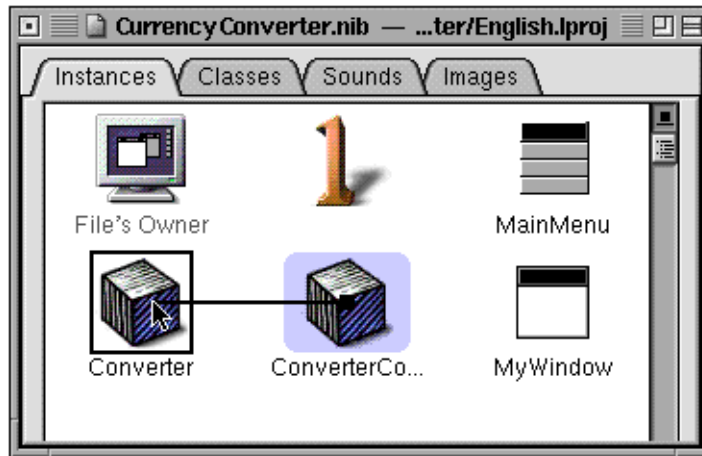 CurrencyConverter.nib — ...ter/English.lproj
Instances Classes Sounds Images
File's Owner MainMenu
Converter ConverterCo... MyWindow